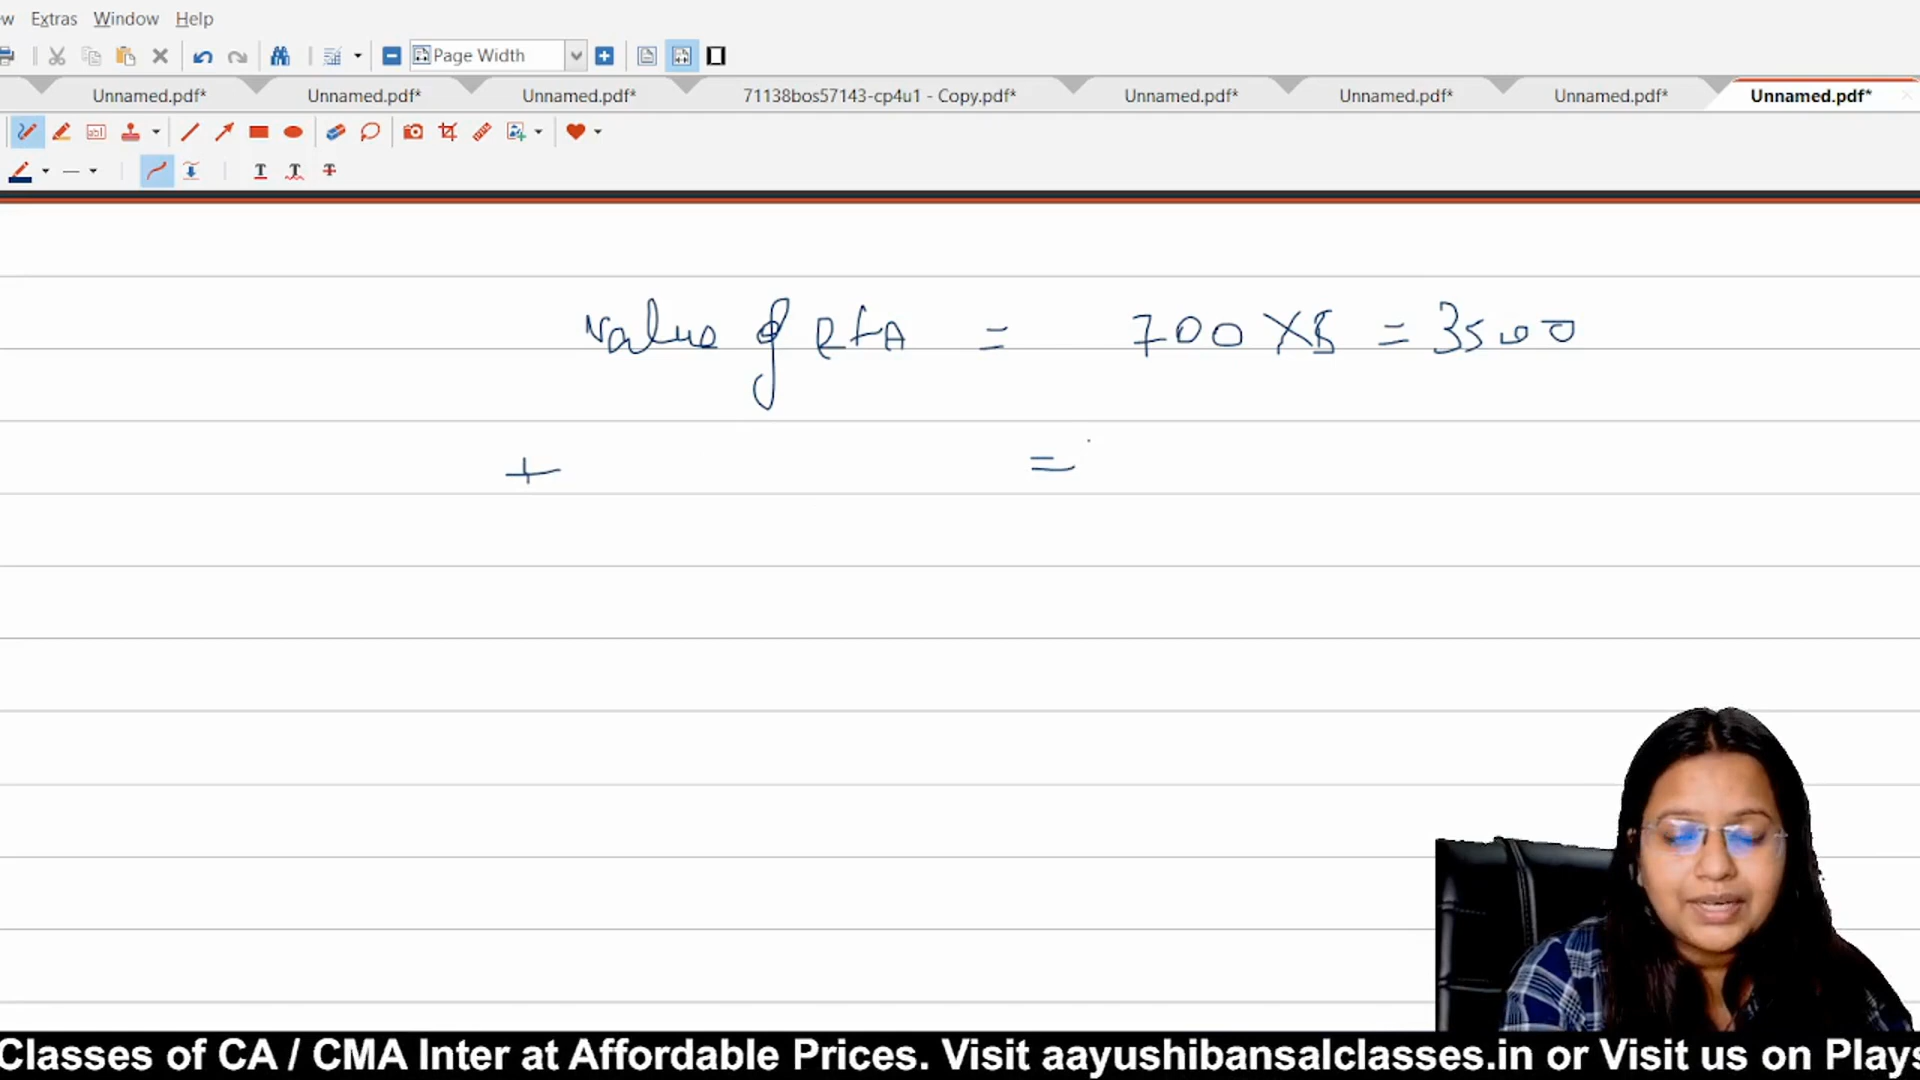 Extras Window Help
Page Width
Unnamed.pdf* Unnamed.pdf* Unnamed.pdf* 71138bos57143-cp4u1 - Copy.pdf* Unnamed.pdf* Unnamed.pdf* Unnamed.pdf* Unnamed.pdf*
Value of RLA = 700 X5 = 3500
+ =
Classes of CA / CMA Inter at Affordable Prices. Visit aayushibansalclasses.in or Visit us on Plays